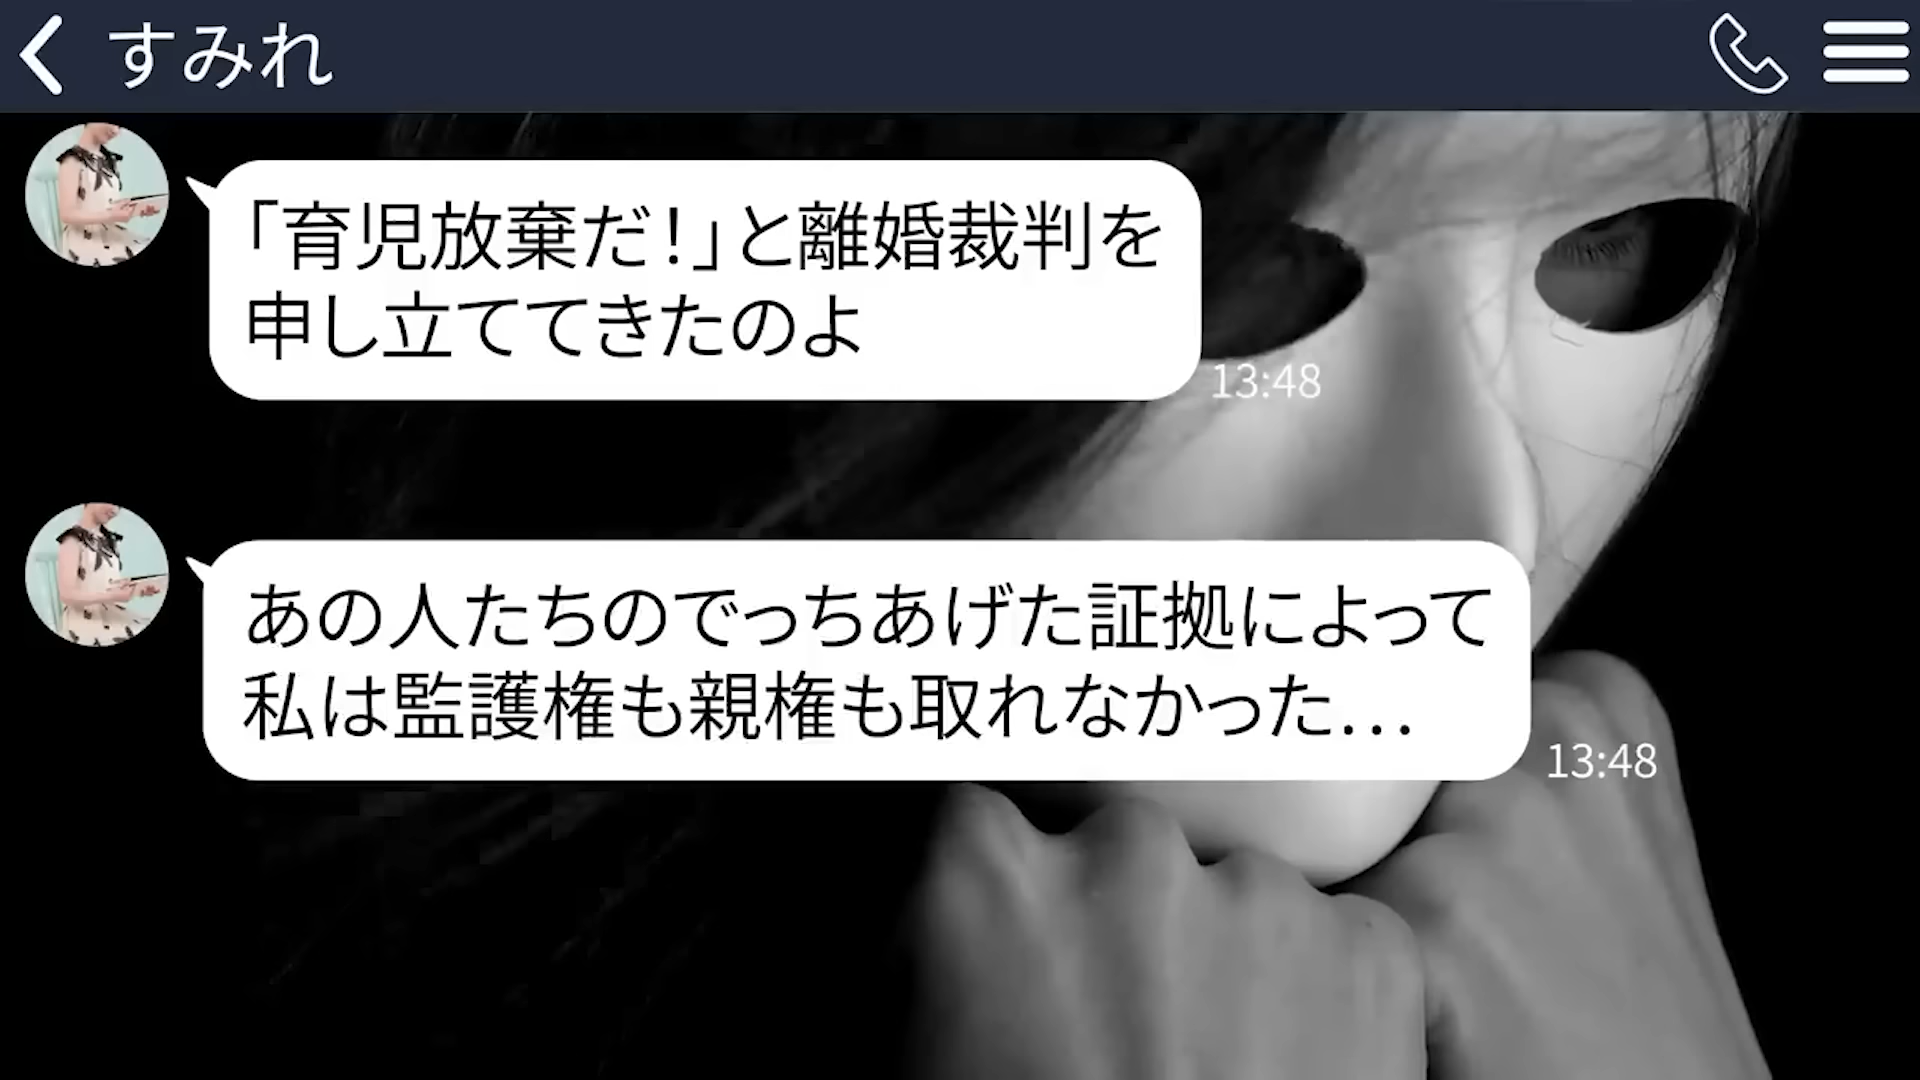 すみれ
「育児放棄だ！」と離婚裁判を
申し立ててきたのよ
13:48
あの人たちのでっちあげた証拠によって
私は監護権も親権も取れなかった…
13:48